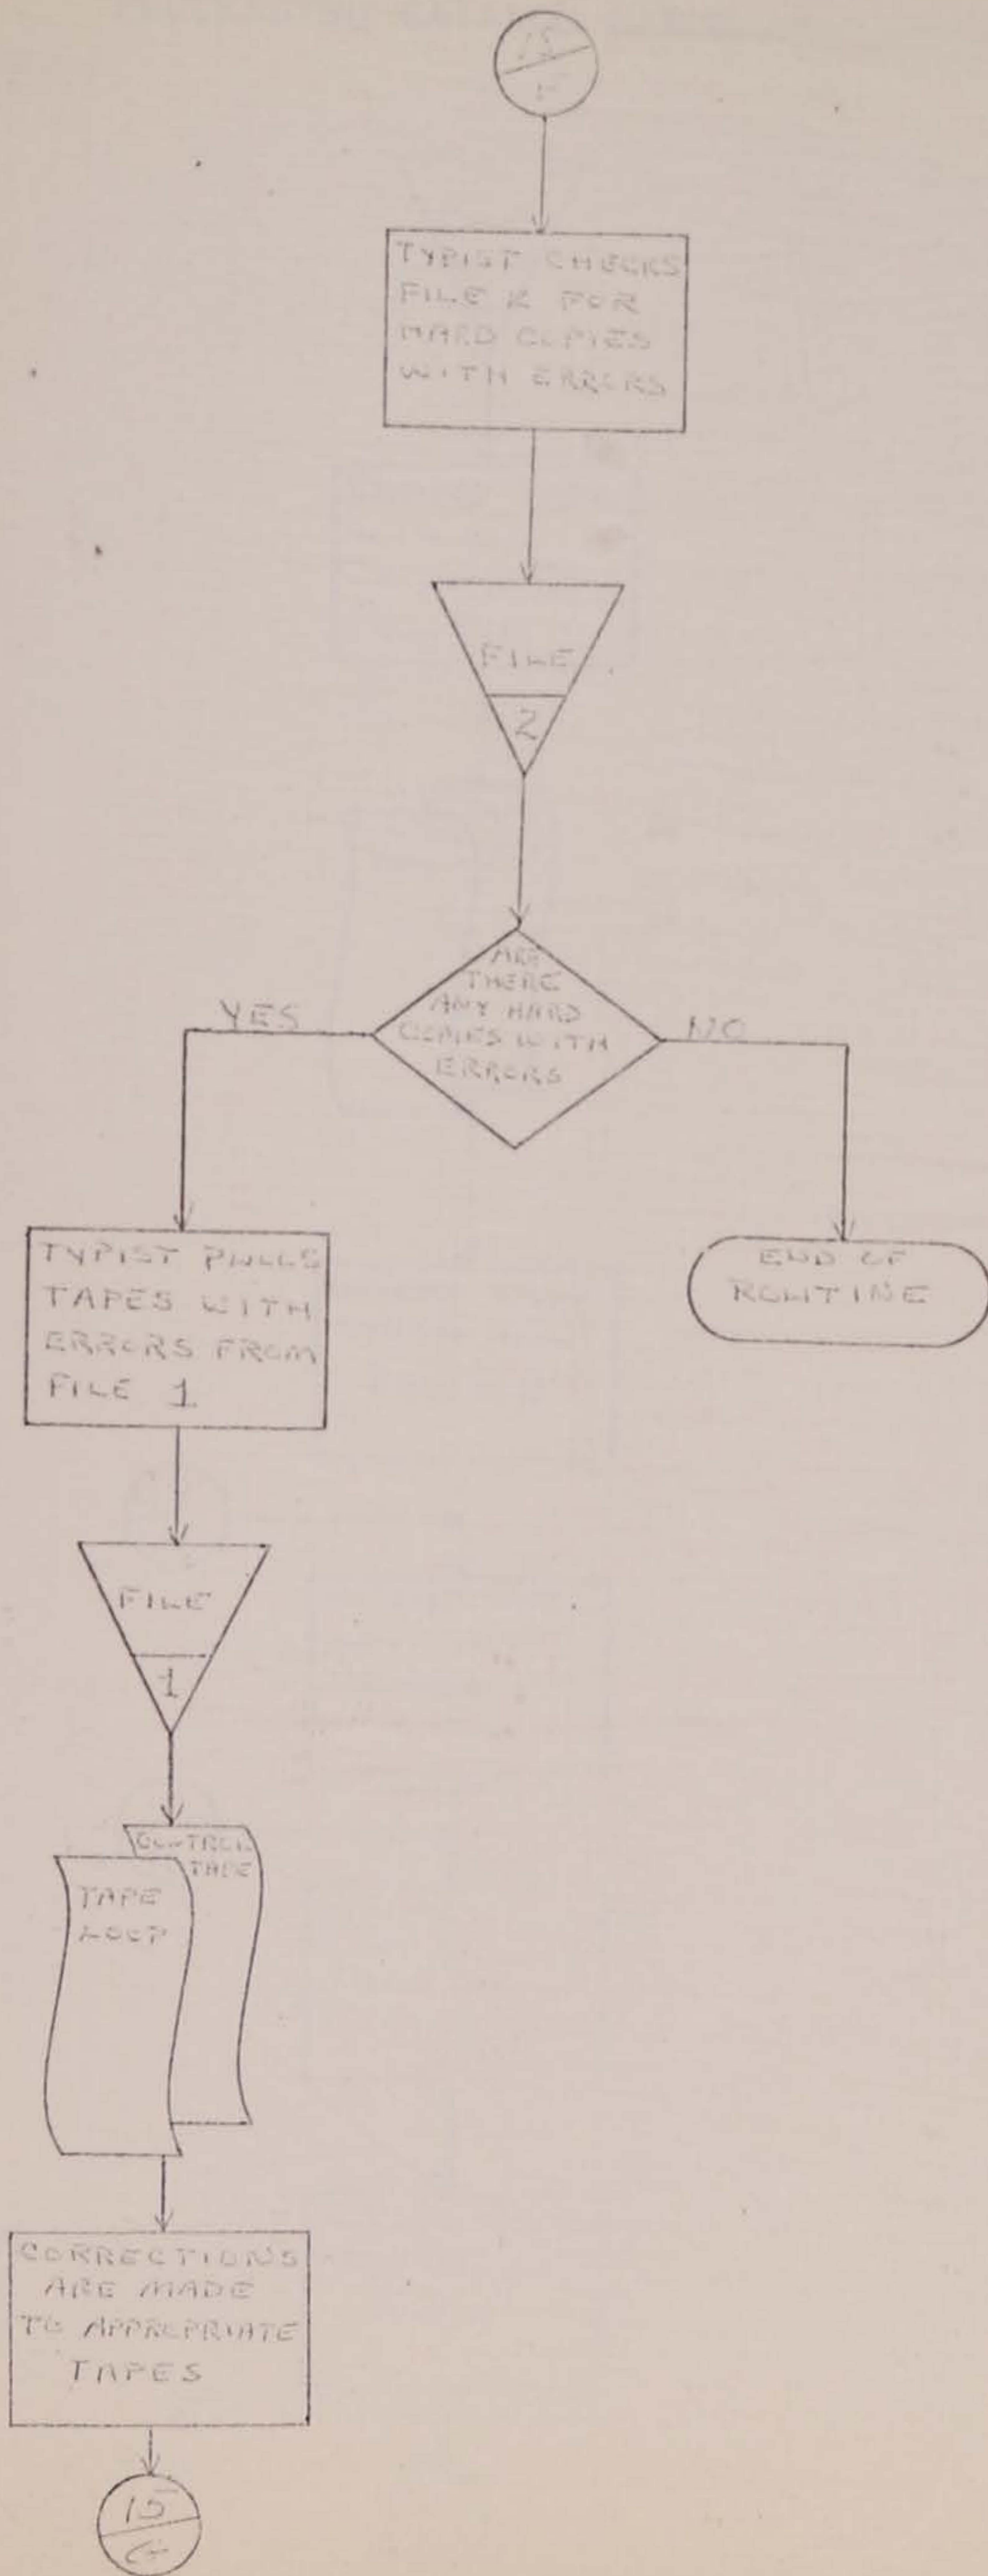 15
TYPIST CHECKS
FILE 2 FOR
HARD COPIES
WITH ERRORS
FILE
2
ARE
THERE
ANY HARD
COPIES WITH
ERRORS
YES
NO
TYPIST PULLS
TAPES WITH
ERRORS FROM
FILE 1
END OF
ROUTINE
FILE
1
CONTROL
TAPE
TAPE
LOOP
CORRECTIONS
ARE MADE
TO APPROPRIATE
TAPES
15